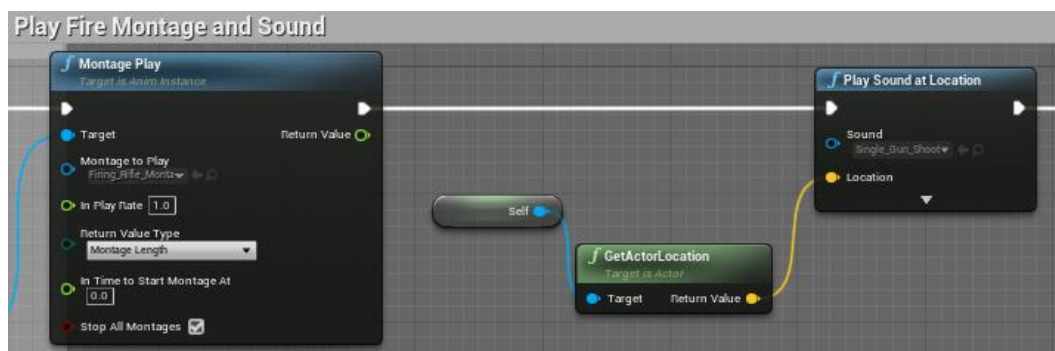 Play Fire Montage and Sound
f Montage Play
Target is Anim Instance
Target
Return Value
Montage to Play
Firing_Rifle_Monta
In Play Rate 1.0
Return Value Type
Montage Length
In Time to Start Montage At
0.0
Stop All Montages
Self
f GetActorLocation
Target is Actor
Target
Return Value
f Play Sound at Location
Sound
Single_Gun_Shoot
Location